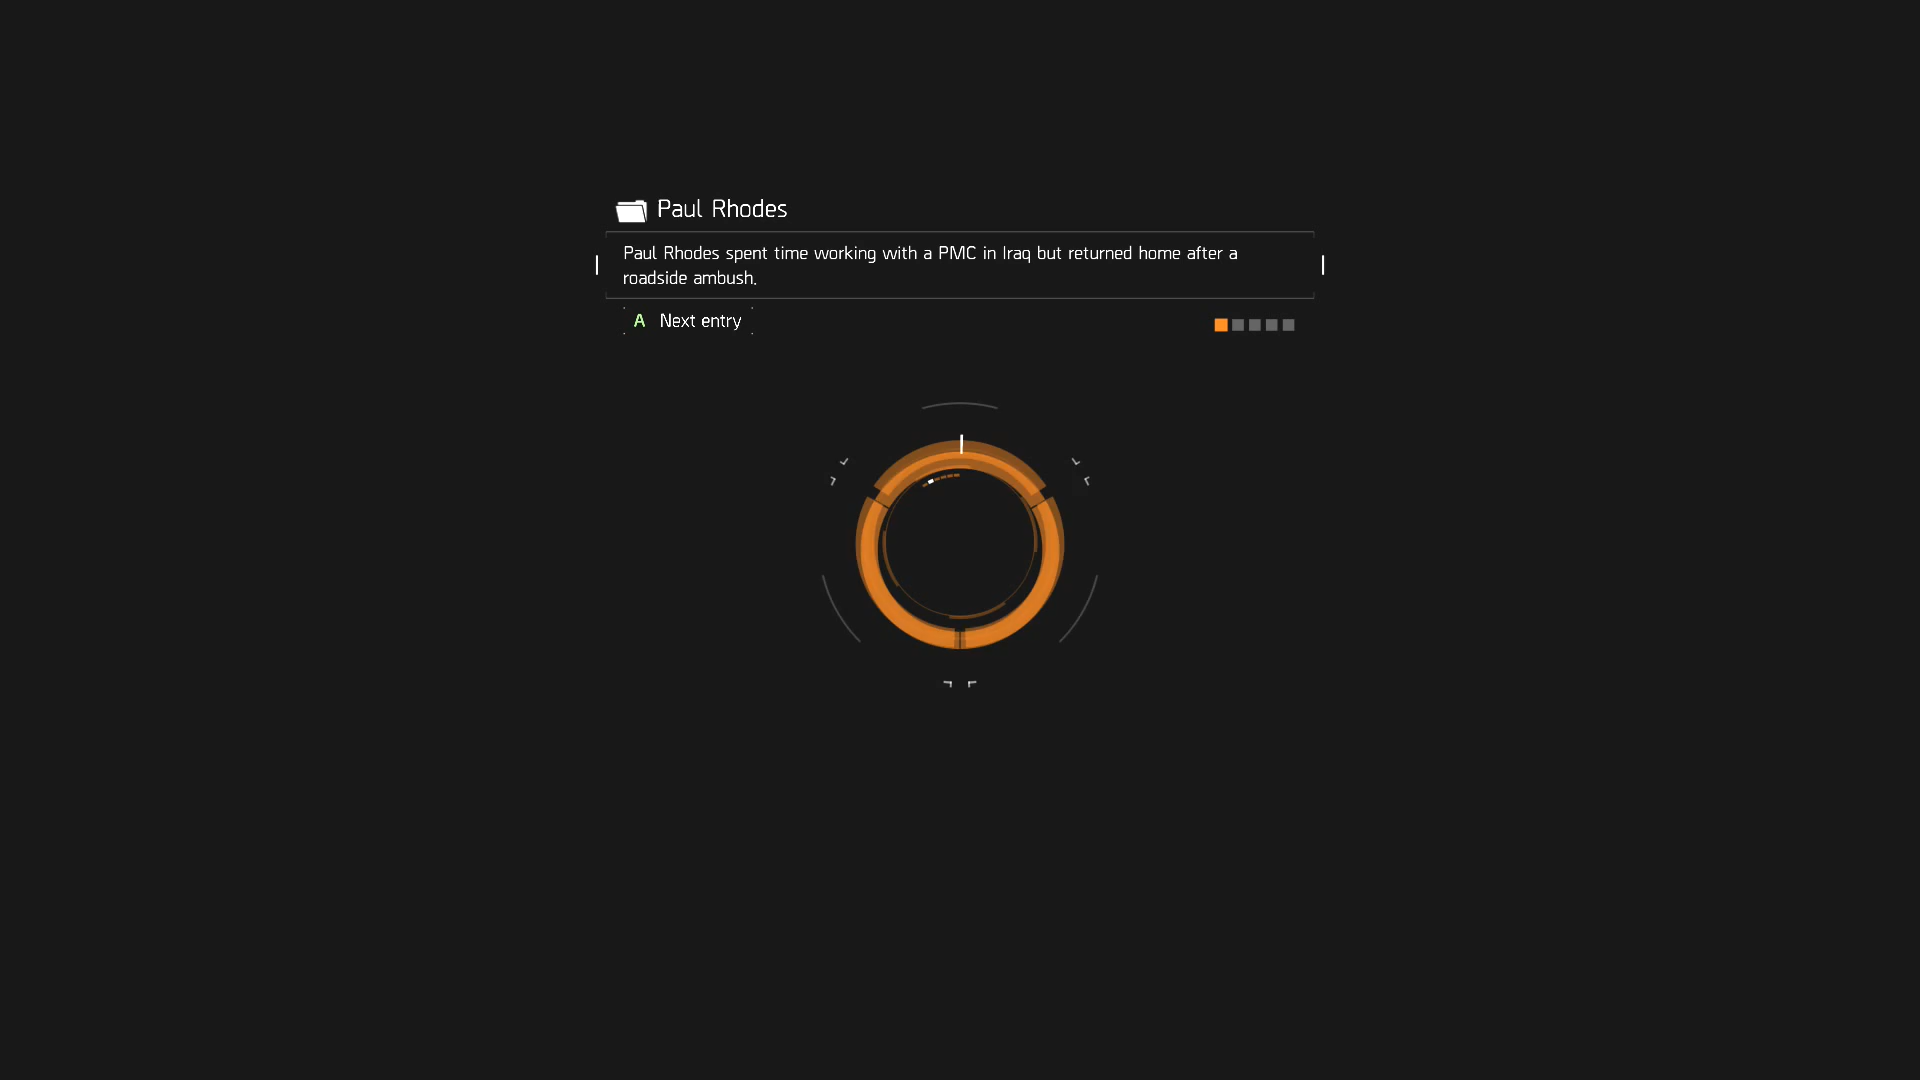 Paul Rhodes
Paul Rhodes spent time working with a PMC in Iraq but returned home after a
roadside ambush.
A Next entry